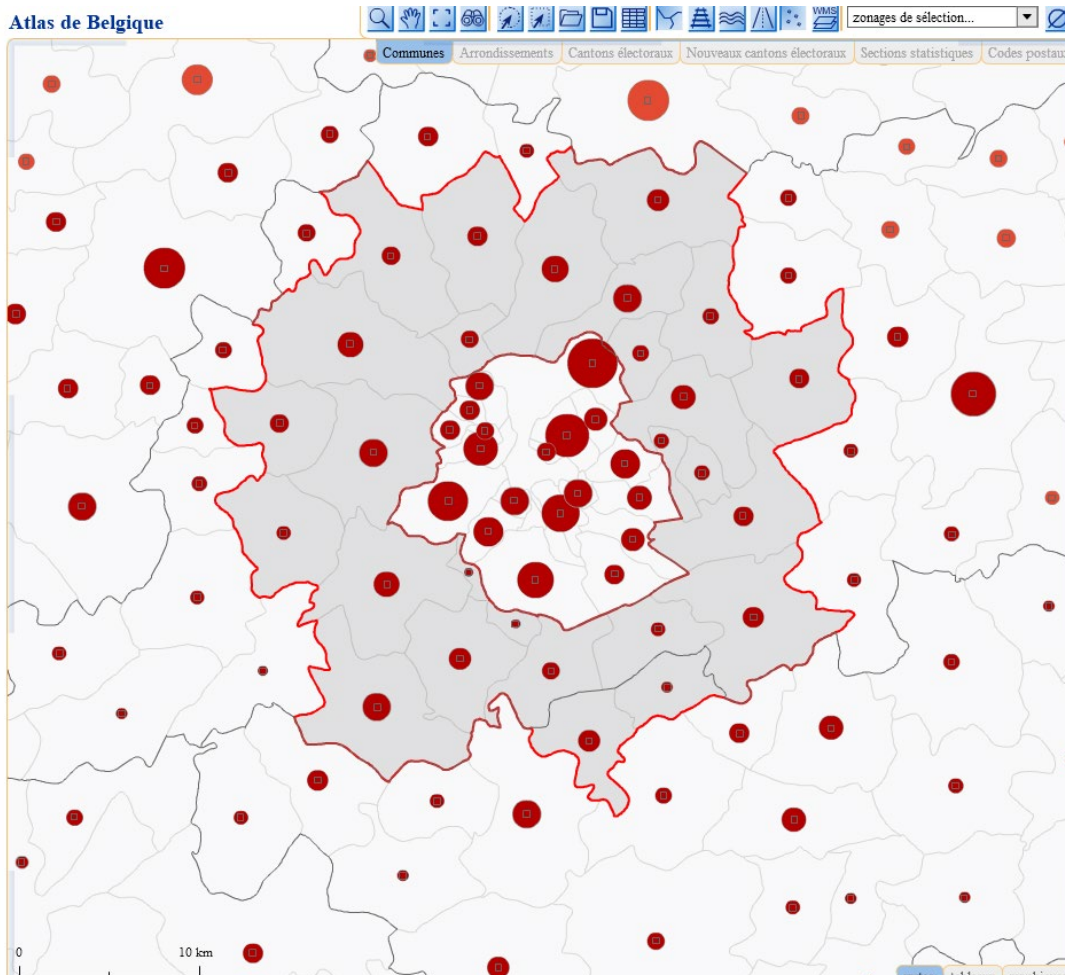 Atlas de Belgique
WMS
zonages de sélection...
Communes Arrondissements Cantons électoraux Nouveaux cantons électoraux Sections statistiques Codes postaux
0 10 km